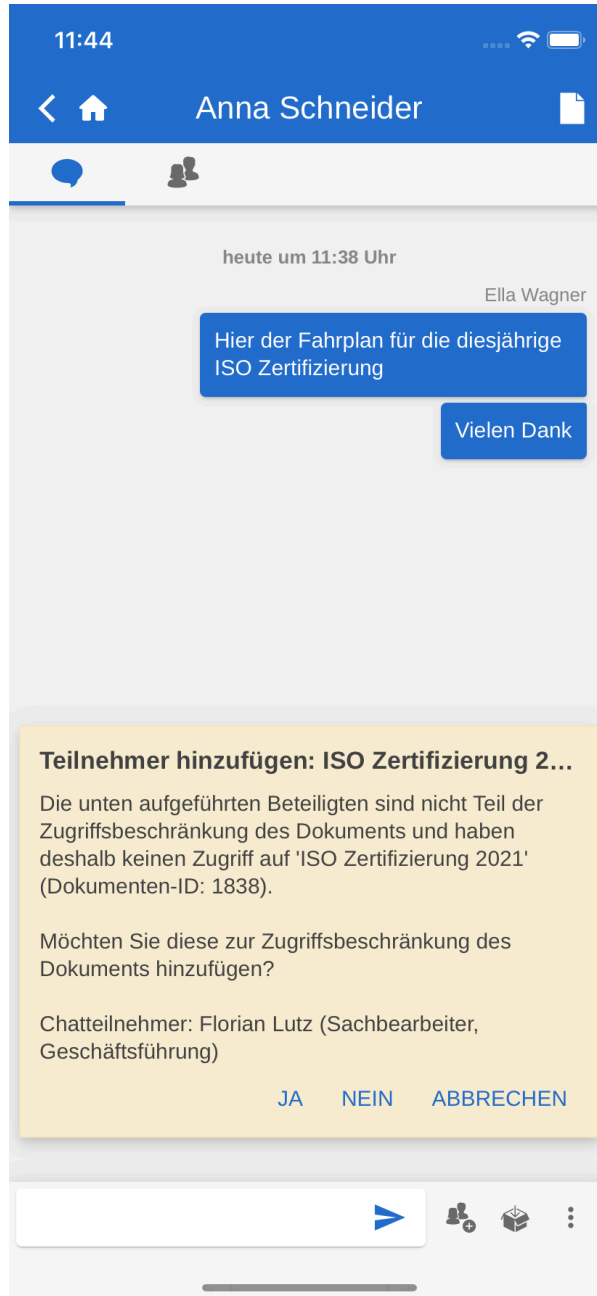 11:44
Anna Schneider
heute um 11:38 Uhr
Ella Wagner
Hier der Fahrplan für die diesjährige
ISO Zertifizierung
Vielen Dank
Teilnehmer hinzufügen: ISO Zertifizierung 2...
Die unten aufgeführten Beteiligten sind nicht Teil der
Zugriffsbeschränkung des Dokuments und haben
deshalb keinen Zugriff auf 'ISO Zertifizierung 2021'
(Dokumenten-ID: 1838).
Möchten Sie diese zur Zugriffsbeschränkung des
Dokuments hinzufügen?
Chatteilnehmer: Florian Lutz (Sachbearbeiter,
Geschäftsführung)
JA NEIN ABBRECHEN